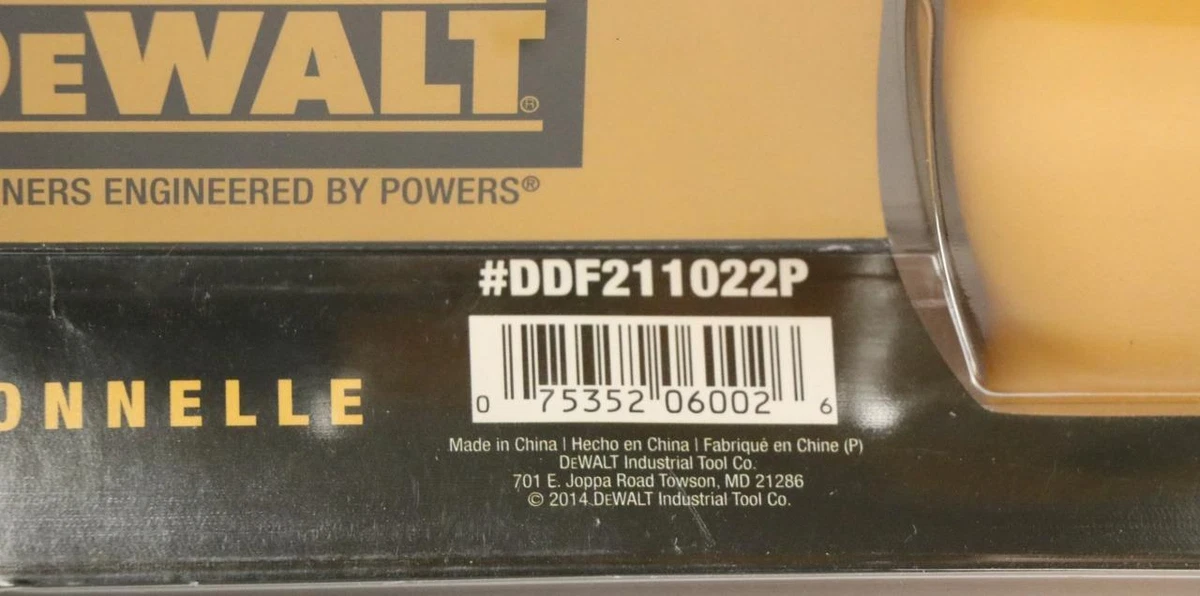 DEWALT®
NERS ENGINEERED BY POWERS®
#DDF211022P
ONNELLE
0 75352 06002 6
Made in China | Hecho en China | Fabriqué en Chine (P)
DEWALT Industrial Tool Co.
701 E. Joppa Road Towson, MD 21286
© 2014 DEWALT Industrial Tool Co.